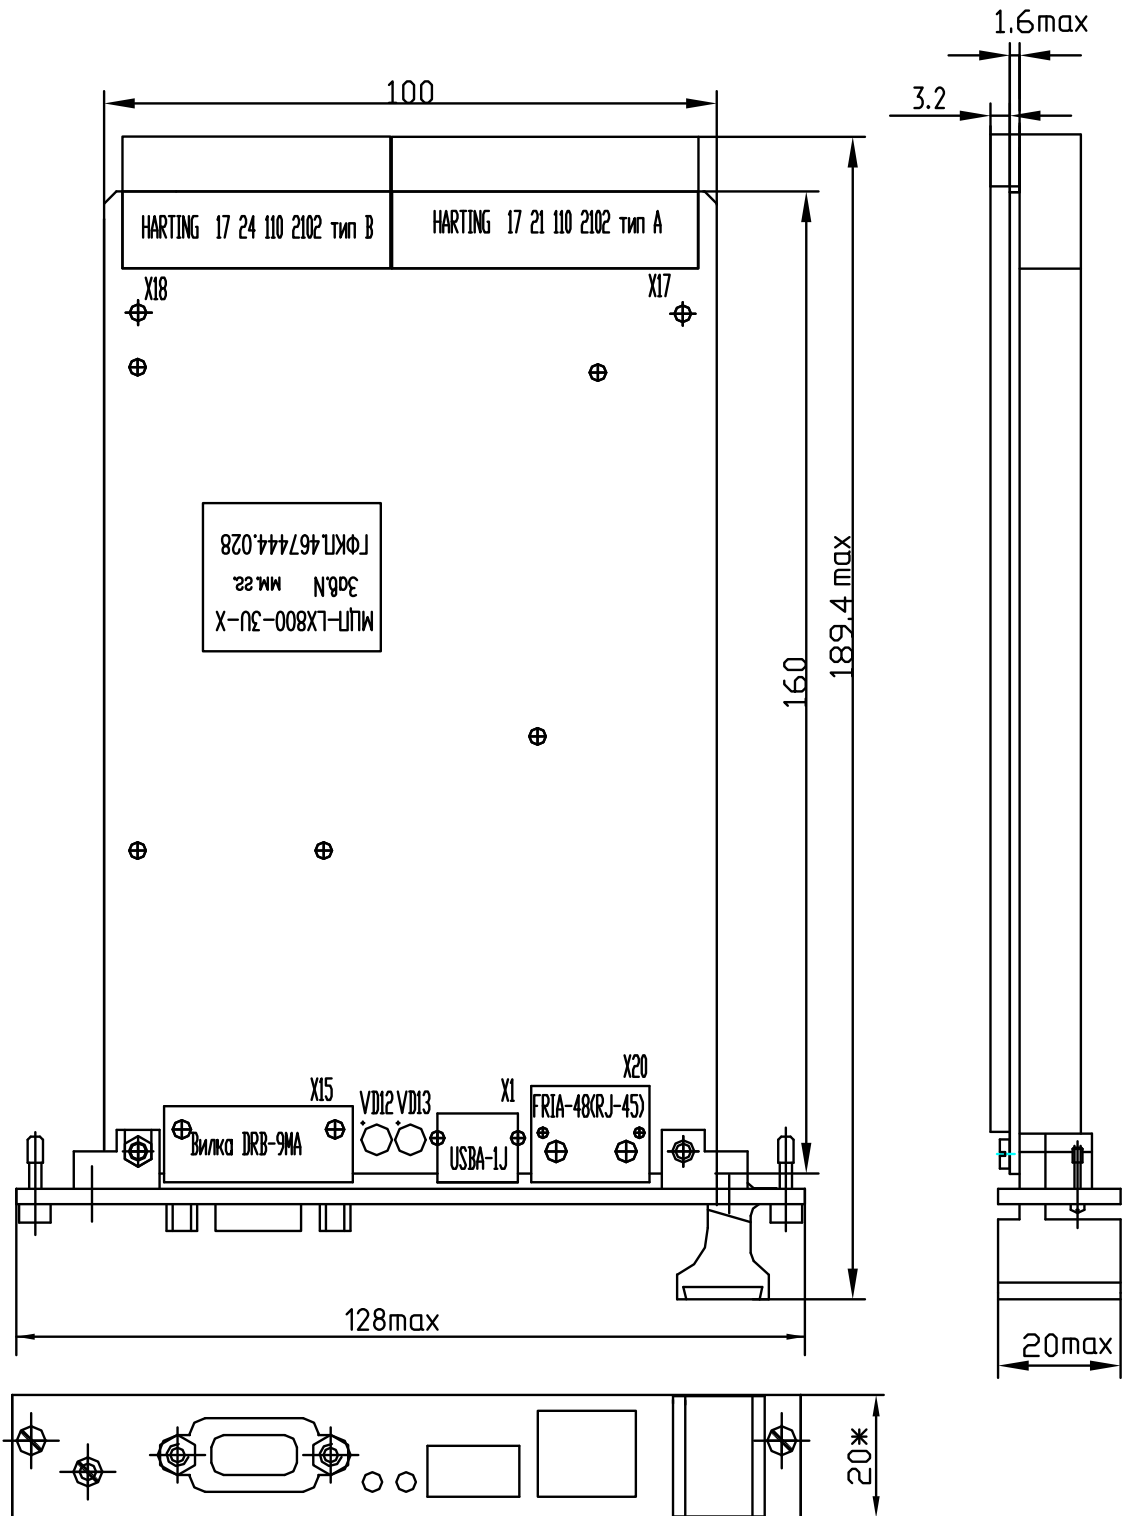 1.6max
3.2
100
HARTING 17 24 110 2102 тип B
HARTING 17 21 110 2102 тип A
X18
X17
МЦП-LX800-3U-X
Зав.N мм.гг.
ГФКП.467444.028
189.4 max
160
X15
VD12 VD13
X1
X20
FRIA-48(RJ-45)
Вилка DRB-9MA
USBA-1J
128max
20max
20*